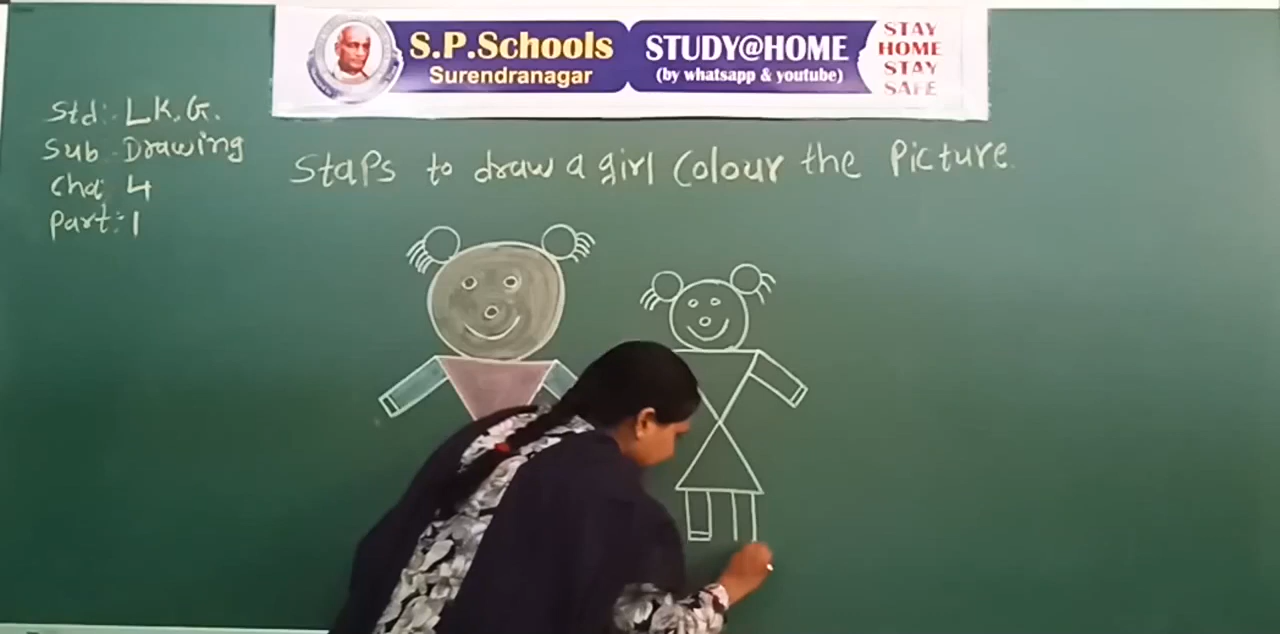 S.P.Schools
Surendranagar
STUDY@HOME
(by whatsapp & youtube)
STAY
HOME
STAY
SAFE
Std: L.K.G.
Sub Drawing
Cha: 4
Part:- 1
Staps to draw a girl Colour the Picture.